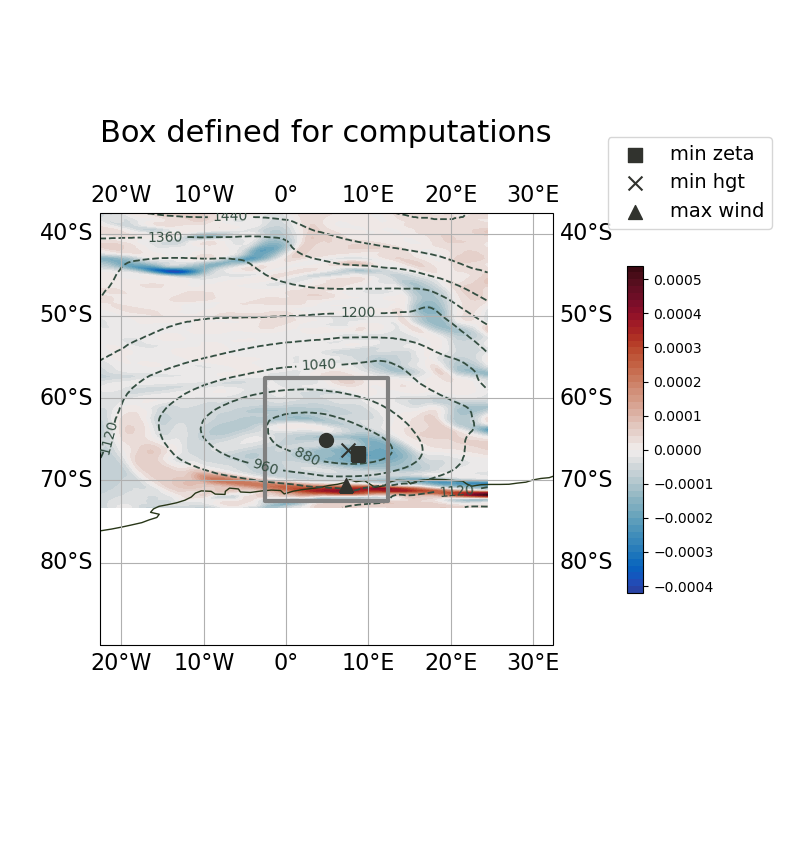 Box defined for computations
min zeta
min hgt
max wind
20°W 10°W 0° 10°E 20°E 30°E
1440
40°S 1360 40°S
50°S 1200 50°S
1040
60°S 60°S
1120
880
960
70°S 1120 70°S
80°S 80°S
20°W 10°W 0° 10°E 20°E 30°E
0.0005
0.0004
0.0003
0.0002
0.0001
0.0000
−0.0001
−0.0002
−0.0003
−0.0004